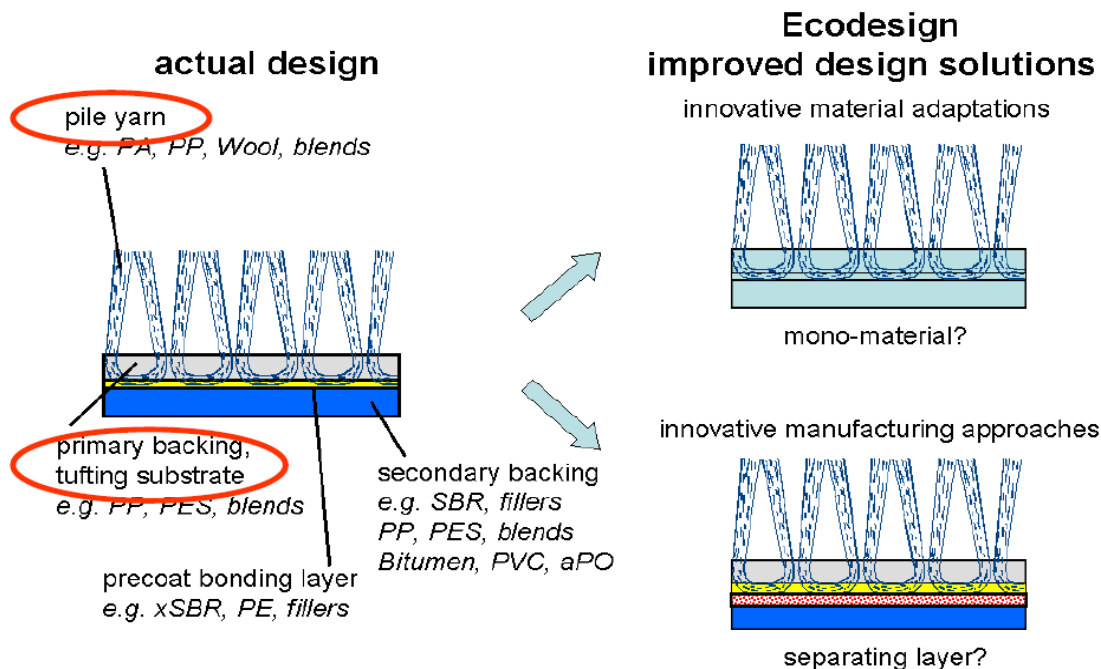 actual design
pile yarn
e.g. PA, PP, Wool, blends
primary backing,
tufting substrate
e.g. PP, PES, blends
secondary backing
e.g. SBR, fillers
PP, PES, blends
Bitumen, PVC, aPO
precoat bonding layer
e.g. xSBR, PE, fillers
Ecodesign
improved design solutions
innovative material adaptations
mono-material?
innovative manufacturing approaches
separating layer?